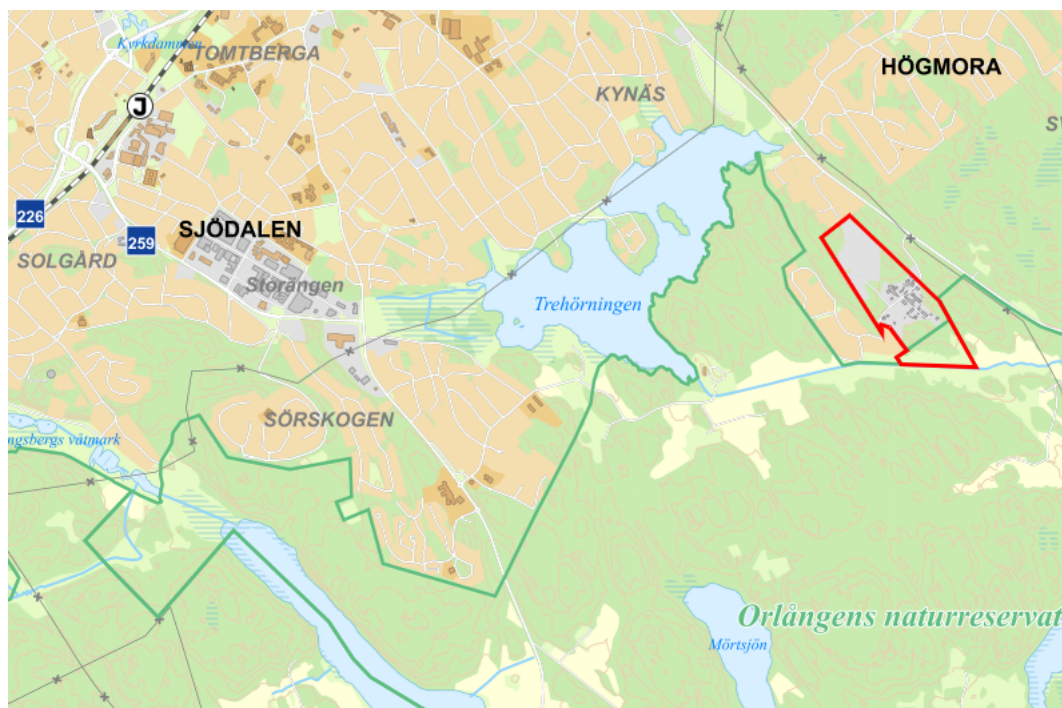 Kyrkdammen
TOMTBERGA
HÖGMORA
KYNÄS
J
226
259
SJÖDALEN
SOLGÅRD
Storängen
Trehörningen
SÖRSKOGEN
ngsbergs våtmark
Orlångens naturreservat
Mörtsjön